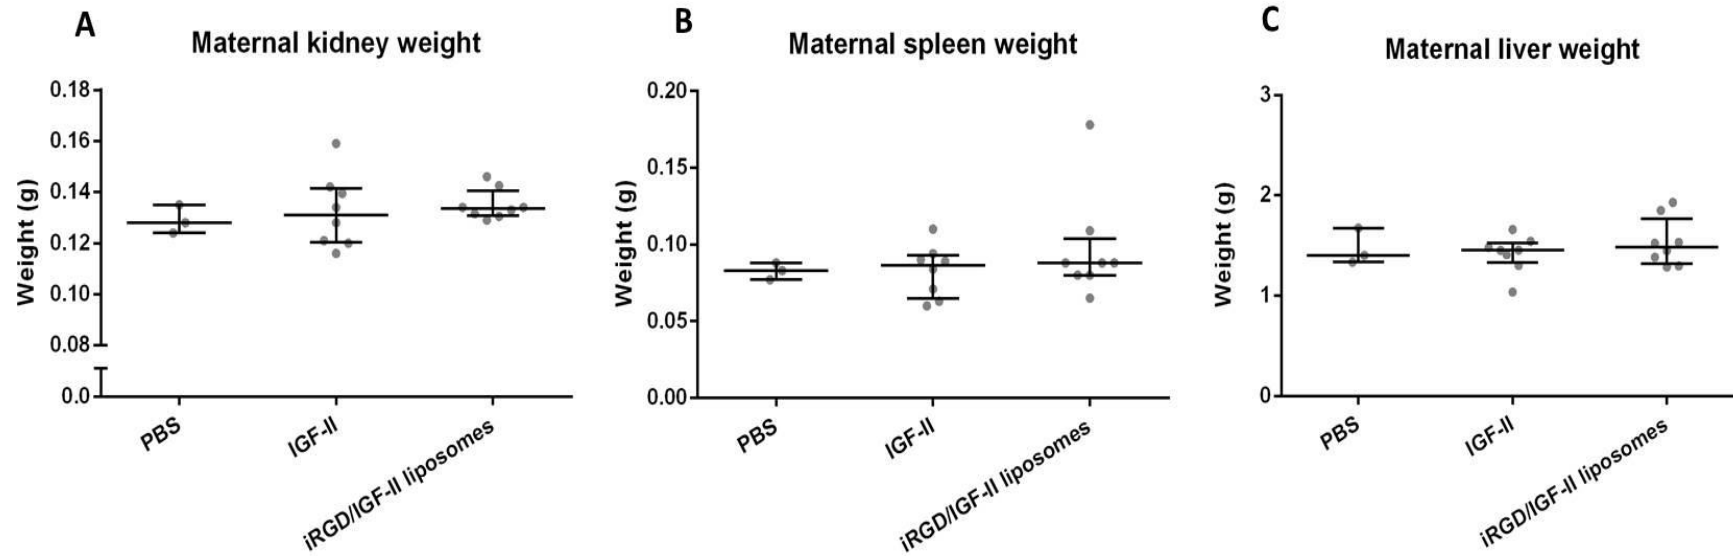 A
Maternal kidney weight
Weight (g)
0.18
0.16
0.14
0.12
0.10
0.08
0.0
PBS
IGF-II
iRGD/IGF-II liposomes
B
Maternal spleen weight
Weight (g)
0.20
0.15
0.10
0.05
0.00
PBS
IGF-II
iRGD/IGF-II liposomes
C
Maternal liver weight
Weight (g)
3
2
1
0
PBS
IGF-II
iRGD/IGF-II liposomes